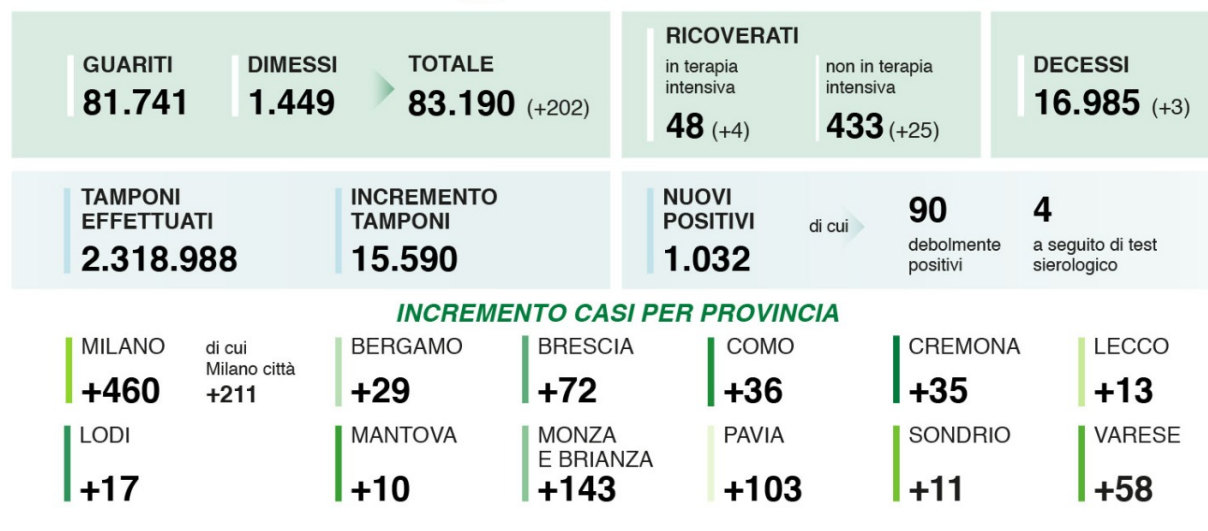 GUARITI
81.741
DIMESSI
1.449
TOTALE
83.190 (+202)
RICOVERATI
in terapia
intensiva
48 (+4)
non in terapia
intensiva
433 (+25)
DECESSI
16.985 (+3)
TAMPONI
EFFETTUATI
2.318.988
INCREMENTO
TAMPONI
15.590
NUOVI
POSITIVI
1.032
di cui
90
debolmente
positivi
4
a seguito di test
sierologico
INCREMENTO CASI PER PROVINCIA
MILANO
+460
di cui
Milano città
+211
BERGAMO
+29
BRESCIA
+72
COMO
+36
CREMONA
+35
LECCO
+13
LODI
+17
MANTOVA
+10
MONZA
E BRIANZA
+143
PAVIA
+103
SONDRIO
+11
VARESE
+58